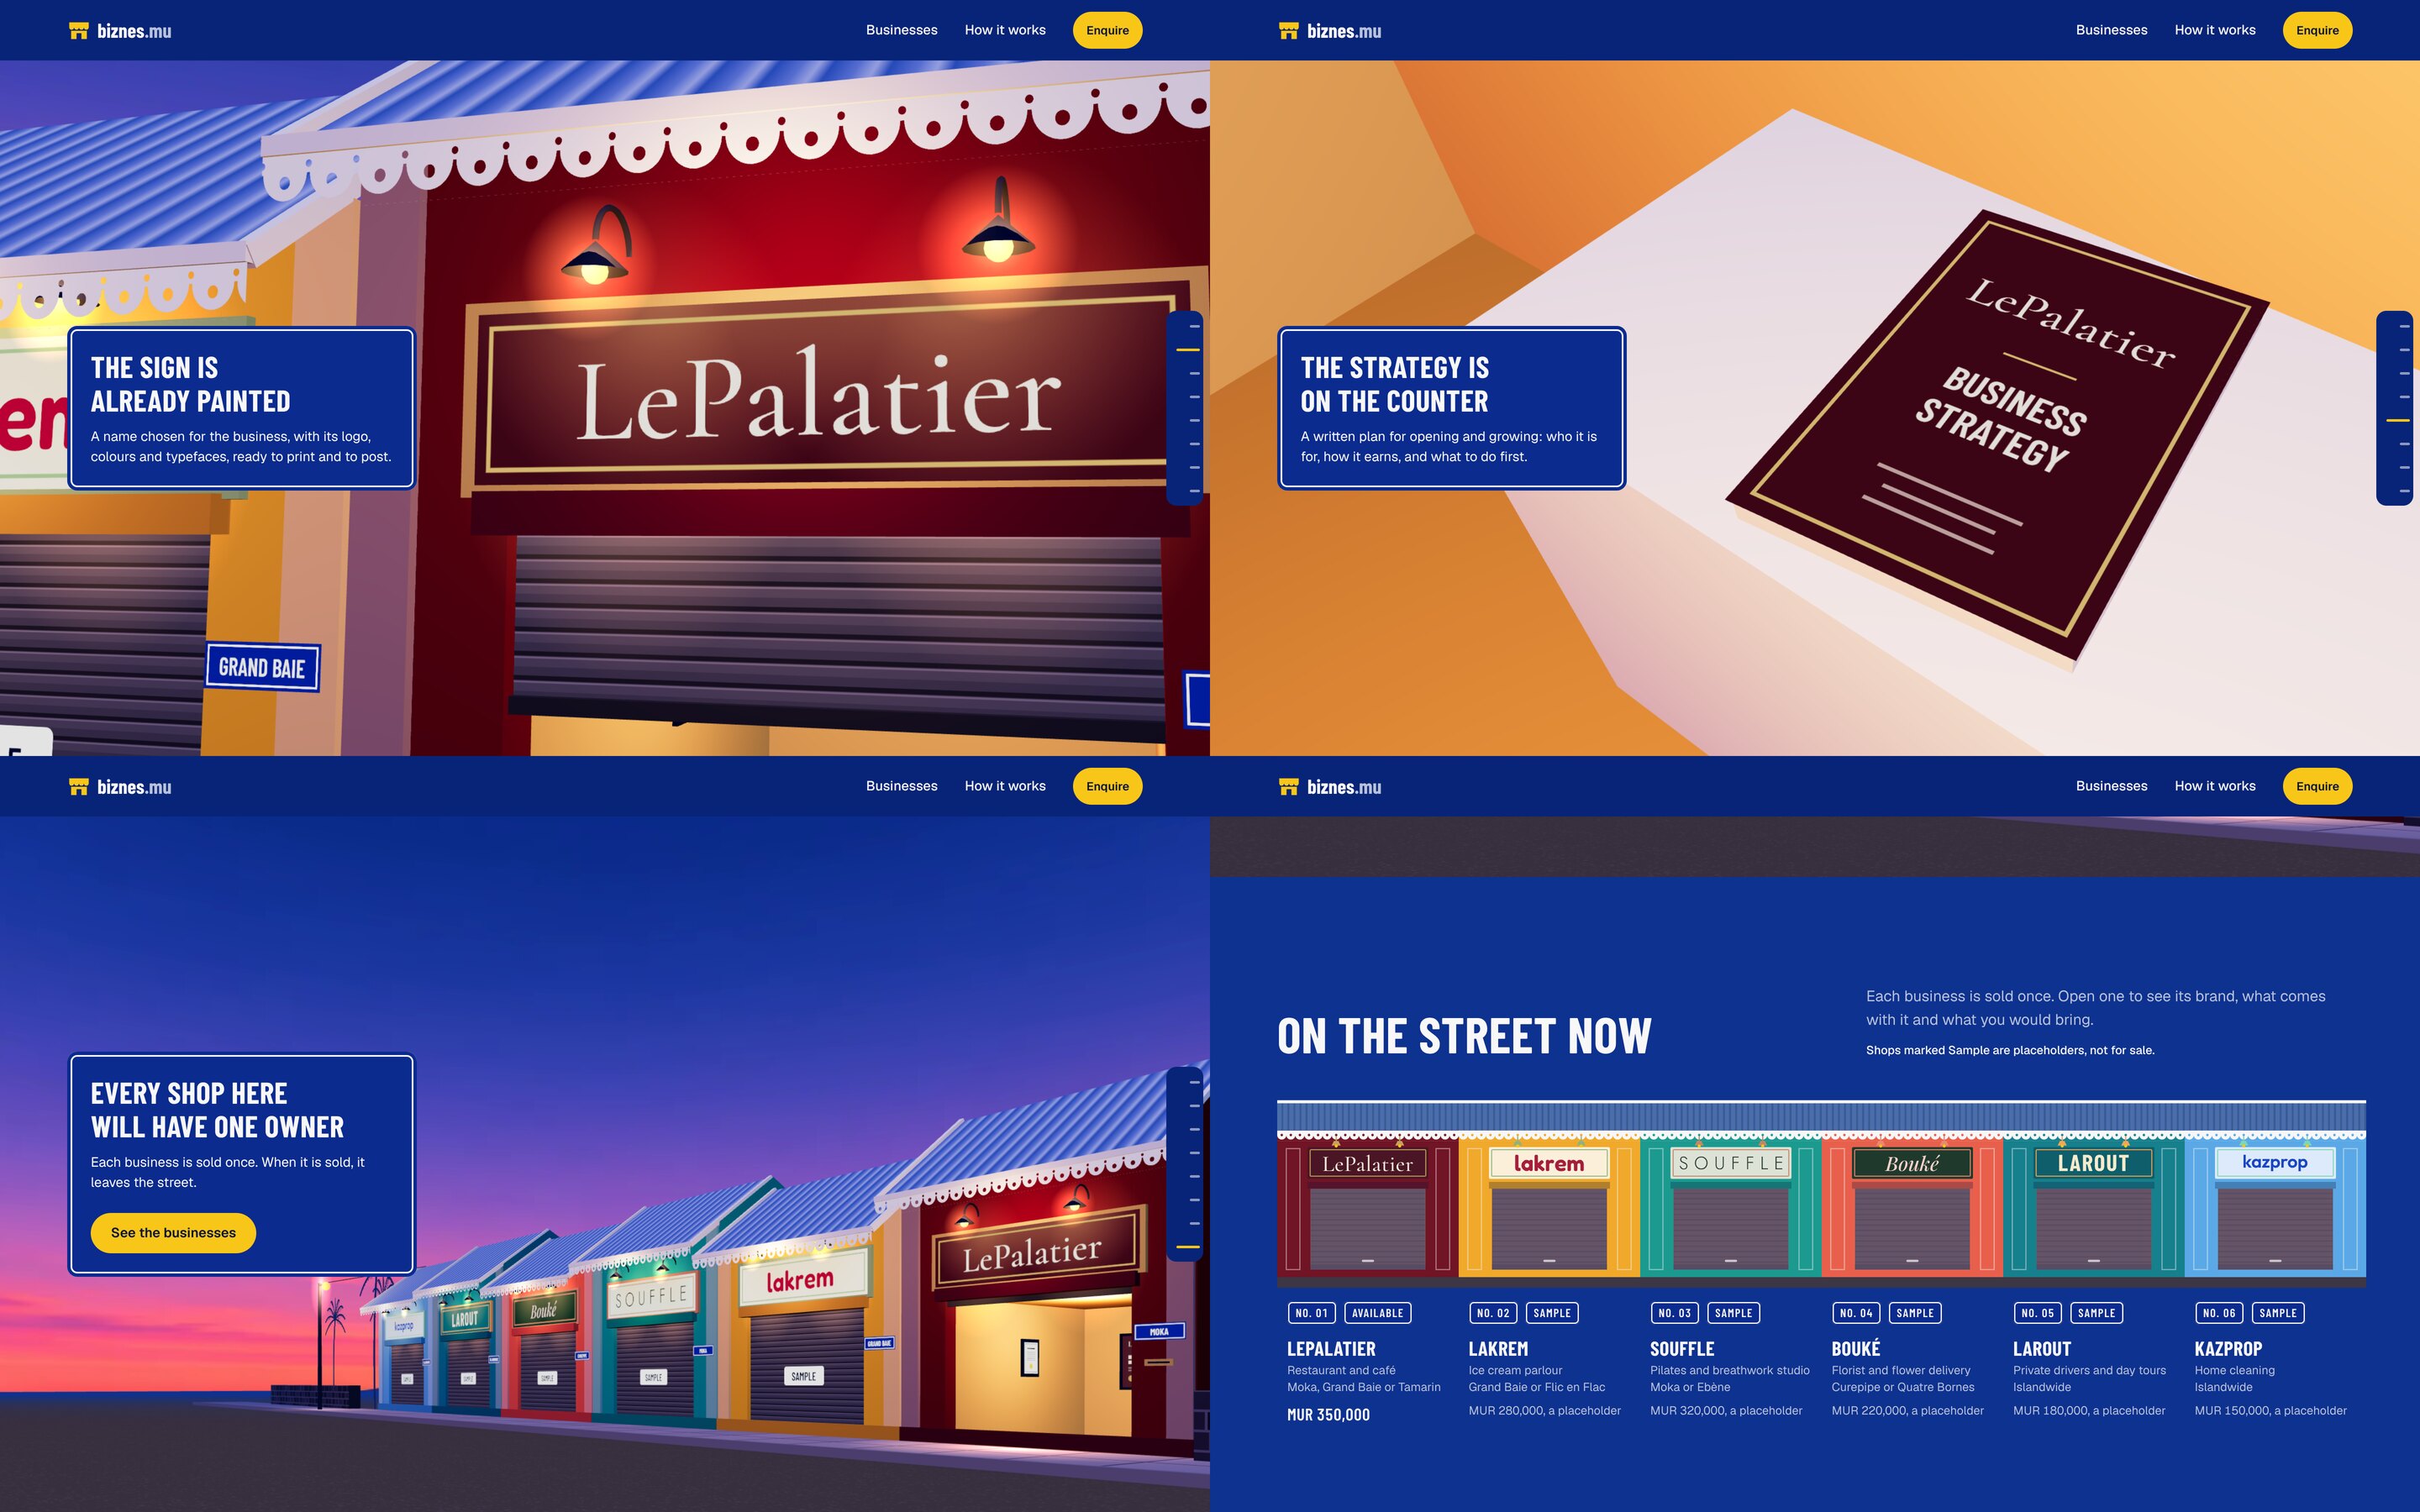 biznes.mu
Businesses
How it works
Enquire
LePalatier
THE SIGN IS
ALREADY PAINTED
A name chosen for the business, with its logo,
colours and typefaces, ready to print and to post.
GRAND BAIE
biznes.mu
Businesses
How it works
Enquire
LePalatier
BUSINESS
STRATEGY
THE STRATEGY IS
ON THE COUNTER
A written plan for opening and growing: who it is
for, how it earns, and what to do first.
biznes.mu
Businesses
How it works
Enquire
EVERY SHOP HERE
WILL HAVE ONE OWNER
Each business is sold once. When it is sold, it
leaves the street.
See the businesses
kazprop
LAROUT
Bouké
SOUFFLE
lakrem
LePalatier
GRAND BAIE
MOKA
SAMPLE
SAMPLE
SAMPLE
biznes.mu
Businesses
How it works
Enquire
ON THE STREET NOW
Each business is sold once. Open one to see its brand, what comes
with it and what you would bring.
Shops marked Sample are placeholders, not for sale.
LePalatier
lakrem
SOUFFLE
Bouké
LAROUT
kazprop
NO. 01 AVAILABLE
LEPALATIER
Restaurant and café
Moka, Grand Baie or Tamarin
MUR 350,000
NO. 02 SAMPLE
LAKREM
Ice cream parlour
Grand Baie or Flic en Flac
MUR 280,000, a placeholder
NO. 03 SAMPLE
SOUFFLE
Pilates and breathwork studio
Moka or Ebène
MUR 320,000, a placeholder
NO. 04 SAMPLE
BOUKÉ
Florist and flower delivery
Curepipe or Quatre Bornes
MUR 220,000, a placeholder
NO. 05 SAMPLE
LAROUT
Private drivers and day tours
Islandwide
MUR 180,000, a placeholder
NO. 06 SAMPLE
KAZPROP
Home cleaning
Islandwide
MUR 150,000, a placeholder